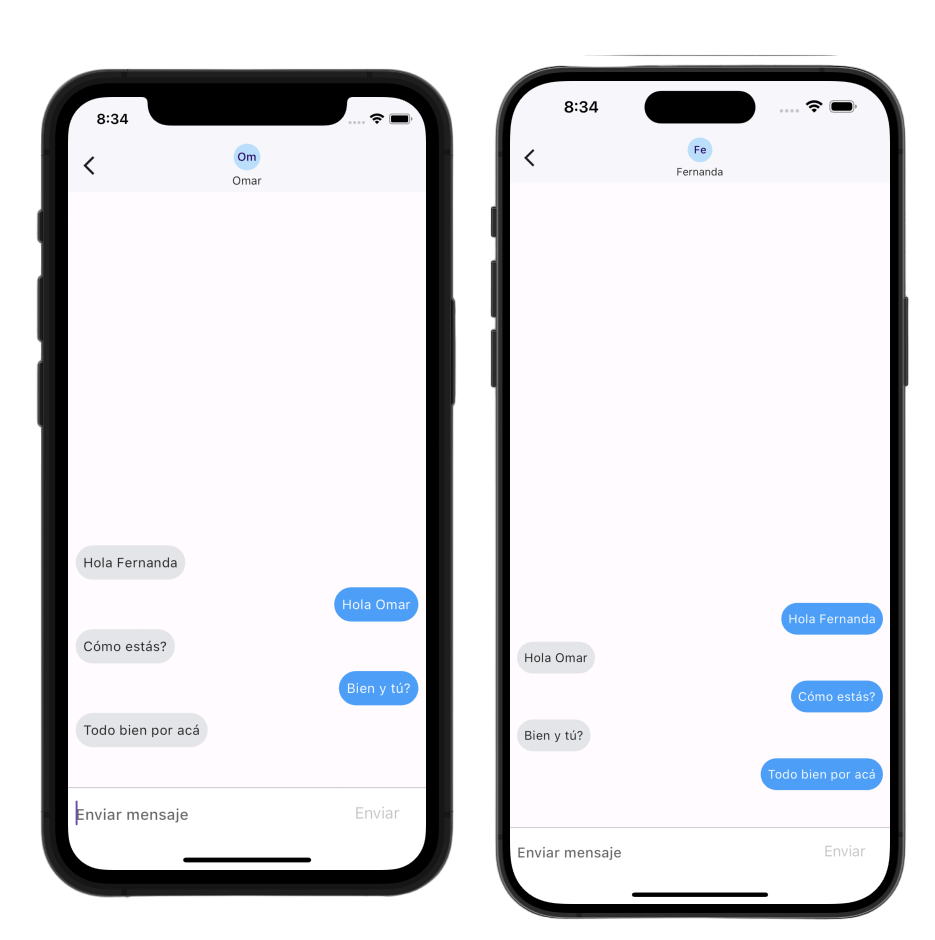 8:34
Om
Omar
Hola Fernanda
Hola Omar
Cómo estás?
Bien y tú?
Todo bien por acá
Enviar mensaje
Enviar
8:34
Fe
Fernanda
Hola Fernanda
Hola Omar
Cómo estás?
Bien y tú?
Todo bien por acá
Enviar mensaje
Enviar